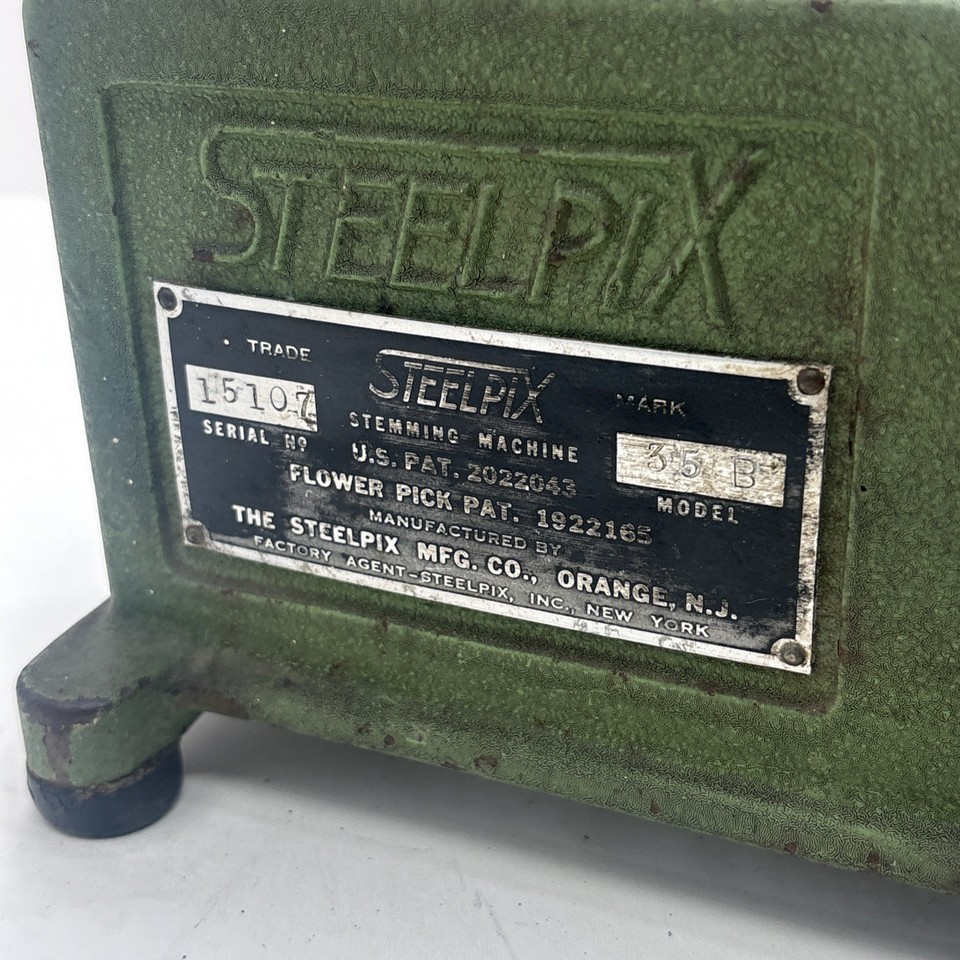 STEELPIX
TRADE STEELPIX MARK
15107 STEMMING MACHINE 35 B
SERIAL Nº U.S. PAT. 2022043 MODEL
FLOWER PICK PAT. 1922165
MANUFACTURED BY
THE STEELPIX MFG. CO., ORANGE, N.J.
FACTORY AGENT-STEELPIX, INC., NEW YORK